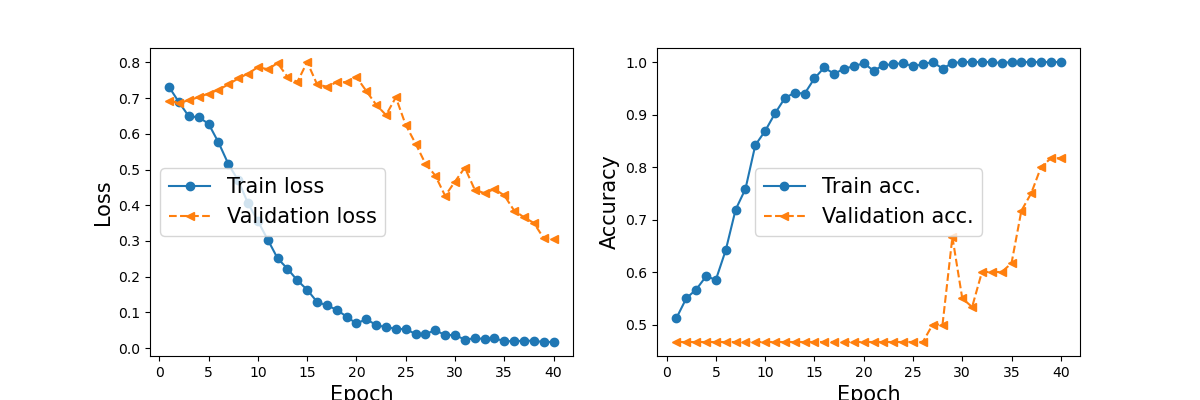 0.8
0.7
0.6
0.5
0.4
0.3
0.2
0.1
0.0
Loss
Train loss
Validation loss
0 5 10 15 20 25 30 35 40
Epoch
1.0
0.9
0.8
0.7
0.6
0.5
Accuracy
Train acc.
Validation acc.
0 5 10 15 20 25 30 35 40
Epoch